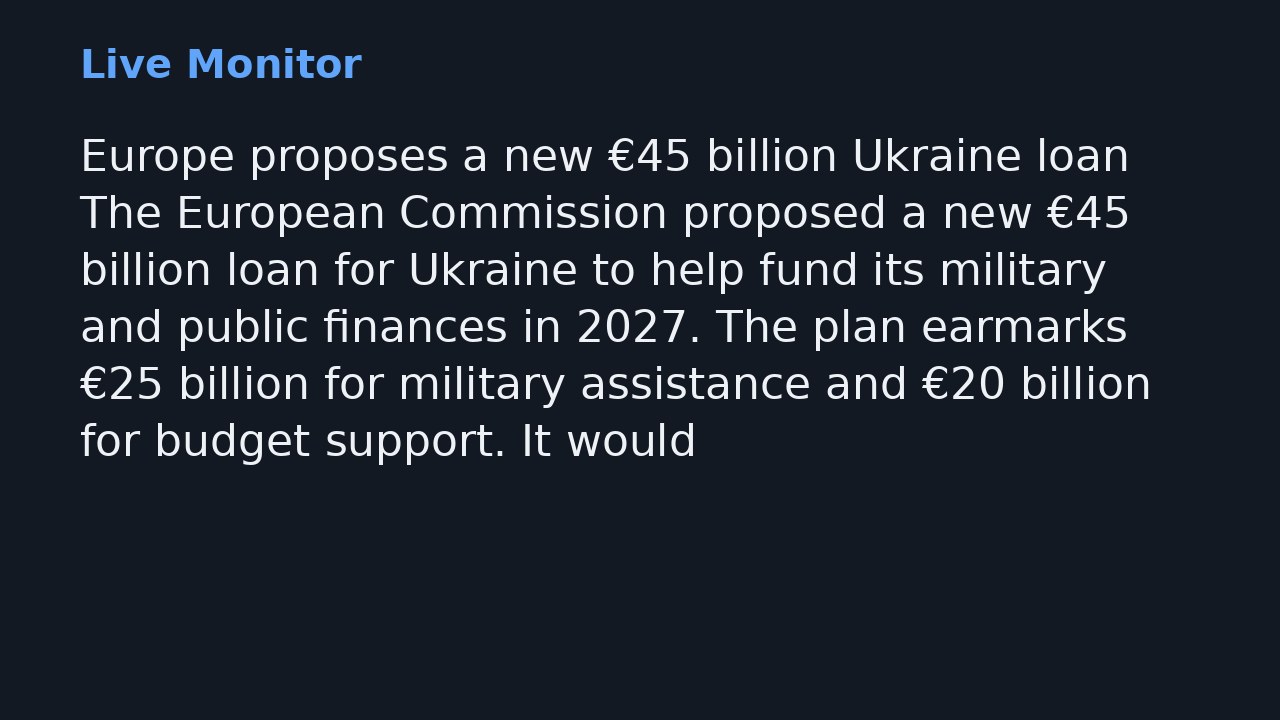 Live Monitor
Europe proposes a new €45 billion Ukraine loan
The European Commission proposed a new €45
billion loan for Ukraine to help fund its military
and public finances in 2027. The plan earmarks
€25 billion for military assistance and €20 billion
for budget support. It would